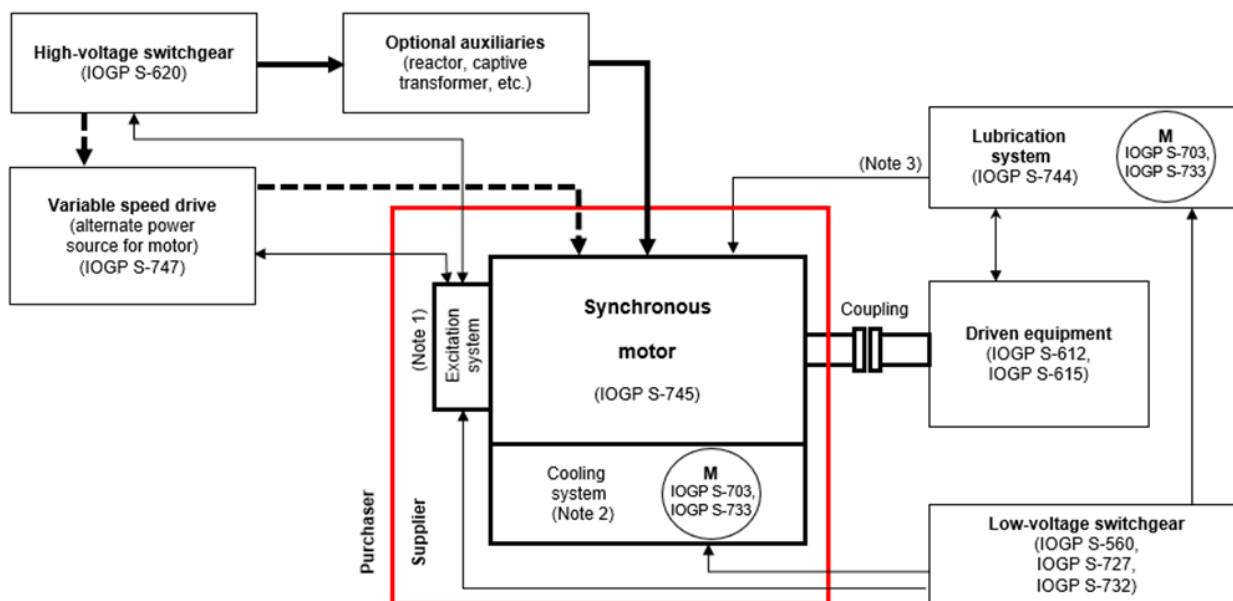 High-voltage switchgear
(IOGP S-620)
Optional auxiliaries
(reactor, captive
transformer, etc.)
Lubrication
system
(IOGP S-744)
M
IOGP S-703,
IOGP S-733
(Note 3)
Variable speed drive
(alternate power
source for motor)
(IOGP S-747)
(Note 1)
Excitation
system
Synchronous
motor
(IOGP S-745)
Coupling
Driven equipment
(IOGP S-612,
IOGP S-615)
Cooling
system
(Note 2)
M
IOGP S-703,
IOGP S-733
Purchaser
Supplier
Low-voltage switchgear
(IOGP S-560,
IOGP S-727,
IOGP S-732)